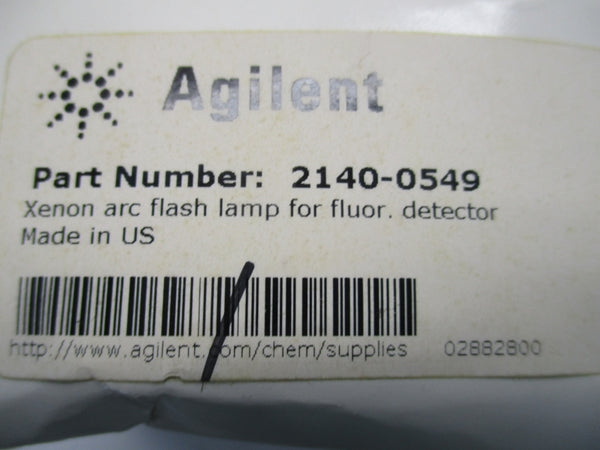 Agilent
Part Number: 2140-0549
Xenon arc flash lamp for fluor. detector
Made in US
http://www.agilent.com/chem/supplies 02882800